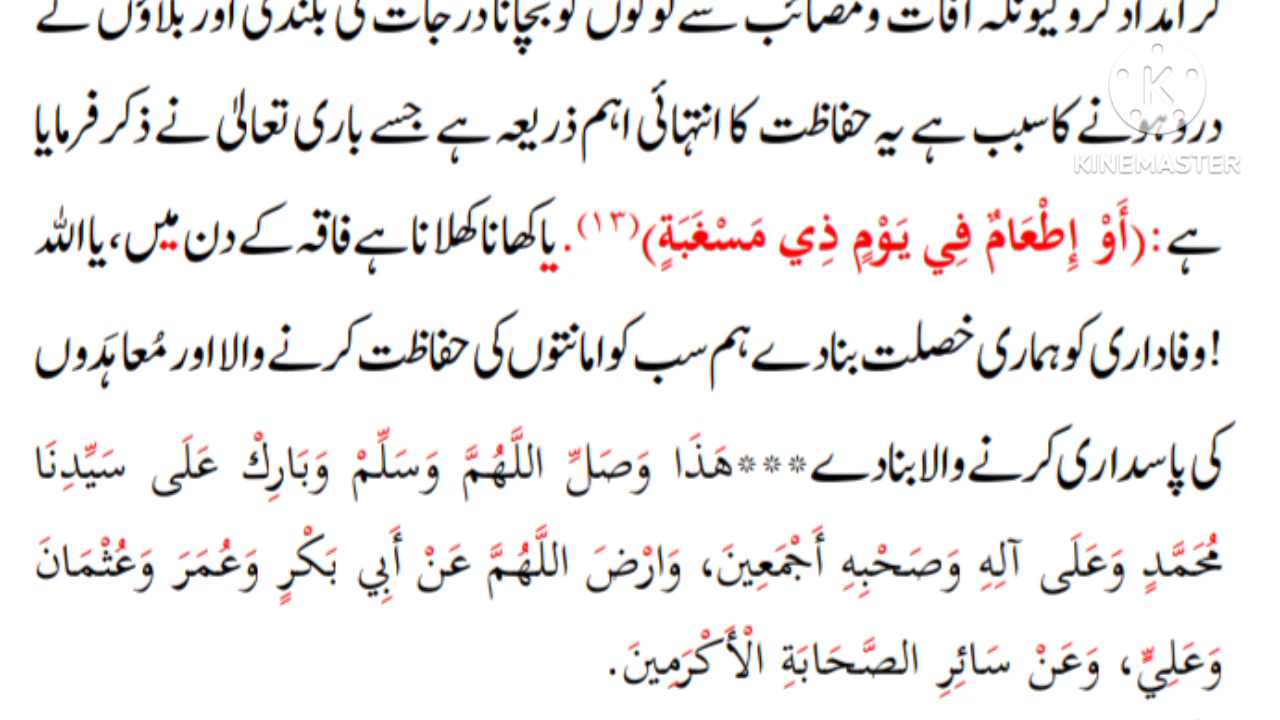 کر امداد کرو کیونکہ آفات ومصائب سے لوگوں کو بچانا درجات کی بلندی اور بلاؤں کے
درد ہونے کا سبب ہے یہ حفاظت کا انتہائی اہم ذریعہ ہے جسے باری تعالیٰ نے ذکر فرمایا
KINEMASTER
ہے :(أَوْ إِطْعَامٌ فِي يَوْمٍ ذِي مَسْغَبَةٍ)(١٣). یا کھانا کھلانا ہے فاقہ کے دن میں، یا اللہ
!وفاداری کو ہماری خصلت بنادے ہم سب کو امانتوں کی حفاظت کرنے والا اور مُعاہَدوں
کی پاسداری کرنے والا بنادے ***هَذَا وَصَلِّ اللَّهُمَّ وَسَلِّمْ وَبَارِكْ عَلَى سَيِّدِنَا
مُحَمَّدٍ وَعَلَى آلِهِ وَصَحْبِهِ أَجْمَعِينَ، وَارْضَ اللَّهُمَّ عَنْ أَبِي بَكْرٍ وَعُمَرَ وَعُثْمَانَ
وَعَلِيٍّ، وَعَنْ سَائِرِ الصَّحَابَةِ الْأَكْرَمِينَ.